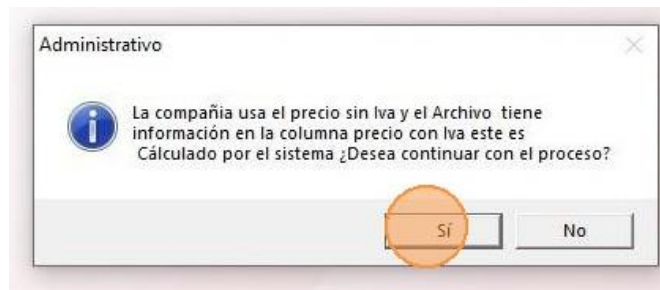 Administrativo
La compañia usa el precio sin Iva y el Archivo tiene
información en la columna precio con Iva este es
Cálculado por el sistema ¿Desea continuar con el proceso?
Sí
No